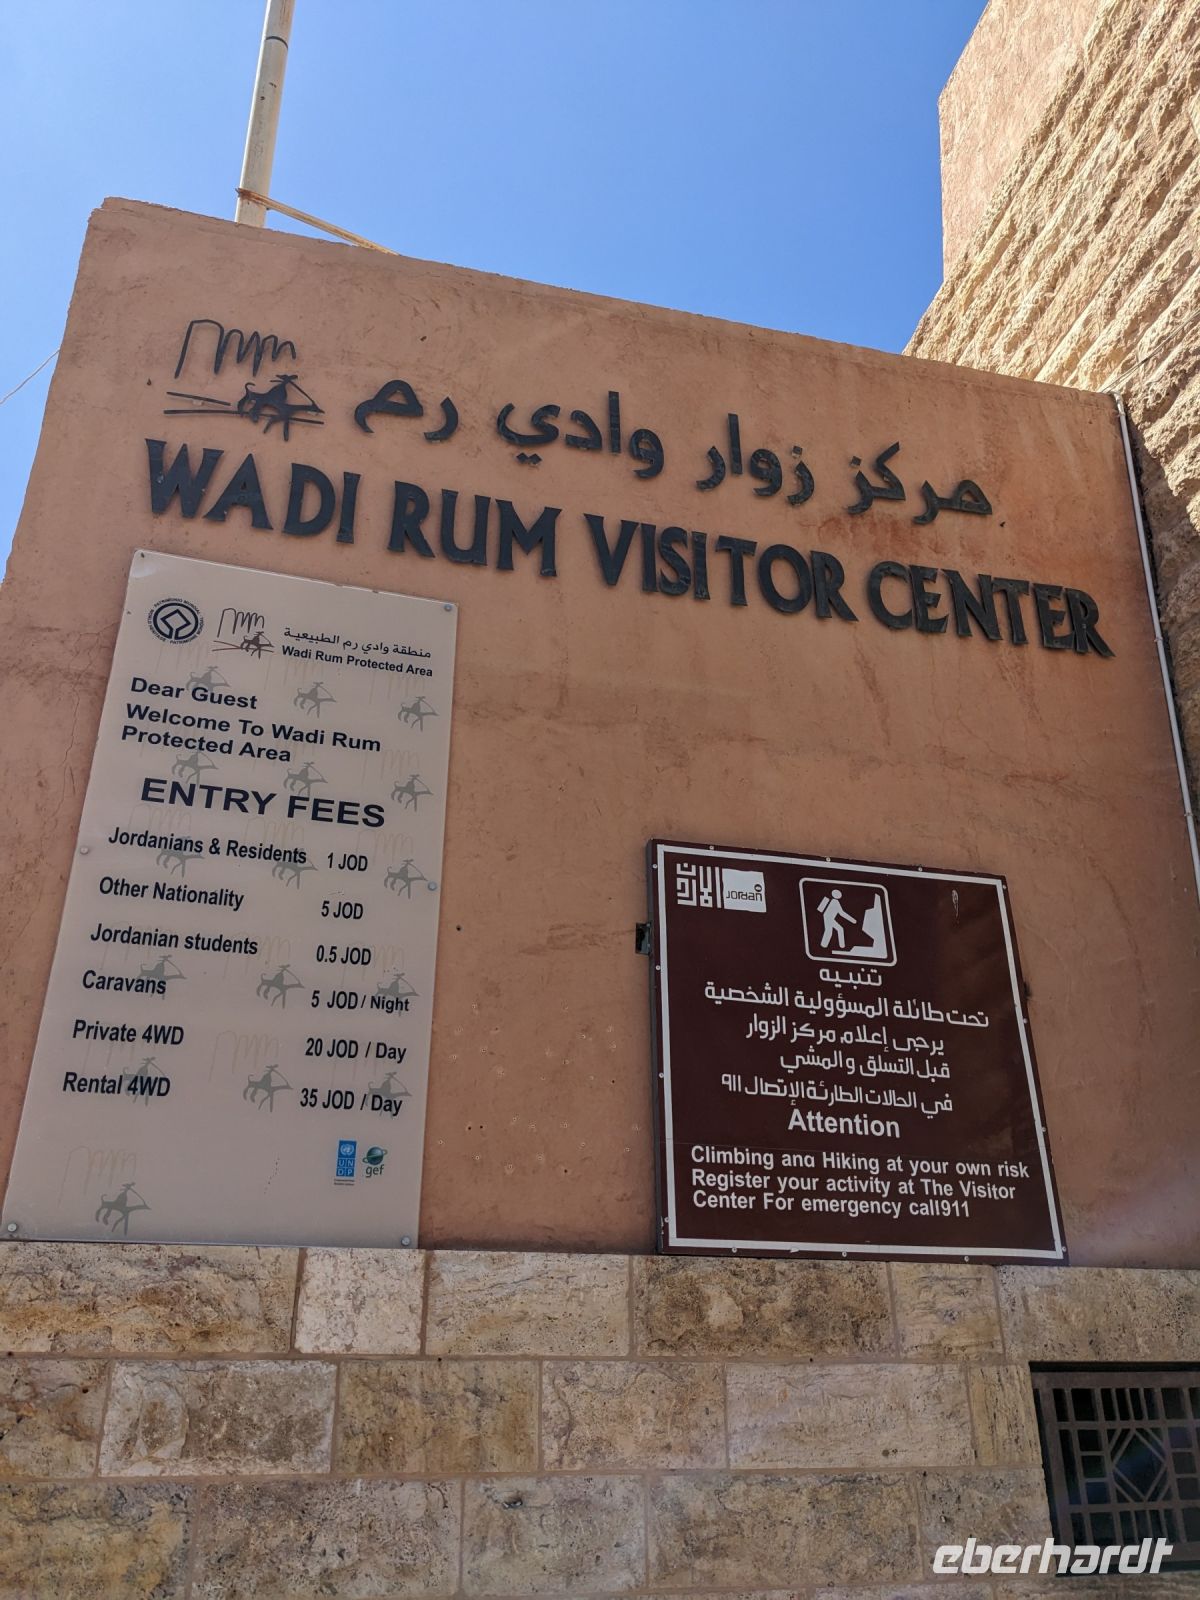 مركز زوار وادي رم
WADI RUM VISITOR CENTER
منطقة وادي رم الطبيعية
Wadi Rum Protected Area
Dear Guest
Welcome To Wadi Rum
Protected Area
ENTRY FEES
Jordanians & Residents 1 JOD
Other Nationality 5 JOD
Jordanian students 0.5 JOD
Caravans 5 JOD / Night
Private 4WD 20 JOD / Day
Rental 4WD 35 JOD / Day
UNDP
gef
الأردن
JORDAN
تنبيه
تحت طائلة المسؤولية الشخصية
يرجى إعلام مركز الزوار
قبل التسلق والمشي
في الحالات الطارئة الإتصال ٩١١
Attention
Climbing and Hiking at your own risk
Register your activity at The Visitor
Center For emergency call911
eberhardt